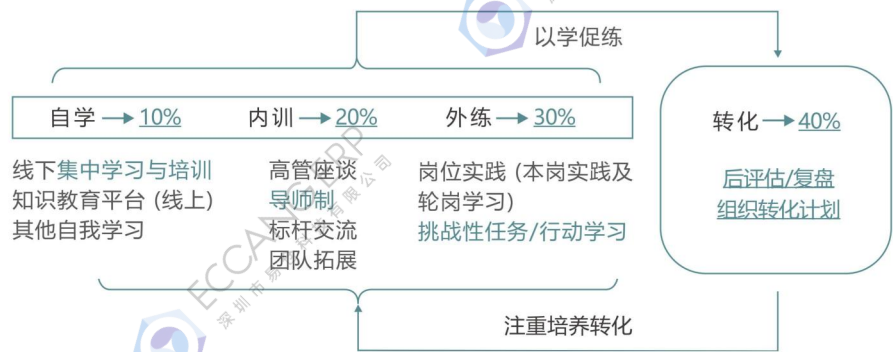 以学促练
自学→10%
内训→20%
外练→30%
转化→40%
线下集中学习与培训
知识教育平台 (线上)
其他自我学习
高管座谈
导师制
标杆交流
团队拓展
岗位实践 (本岗实践及
轮岗学习)
挑战性任务/行动学习
后评估/复盘
组织转化计划
注重培养转化
ECCANG ERP